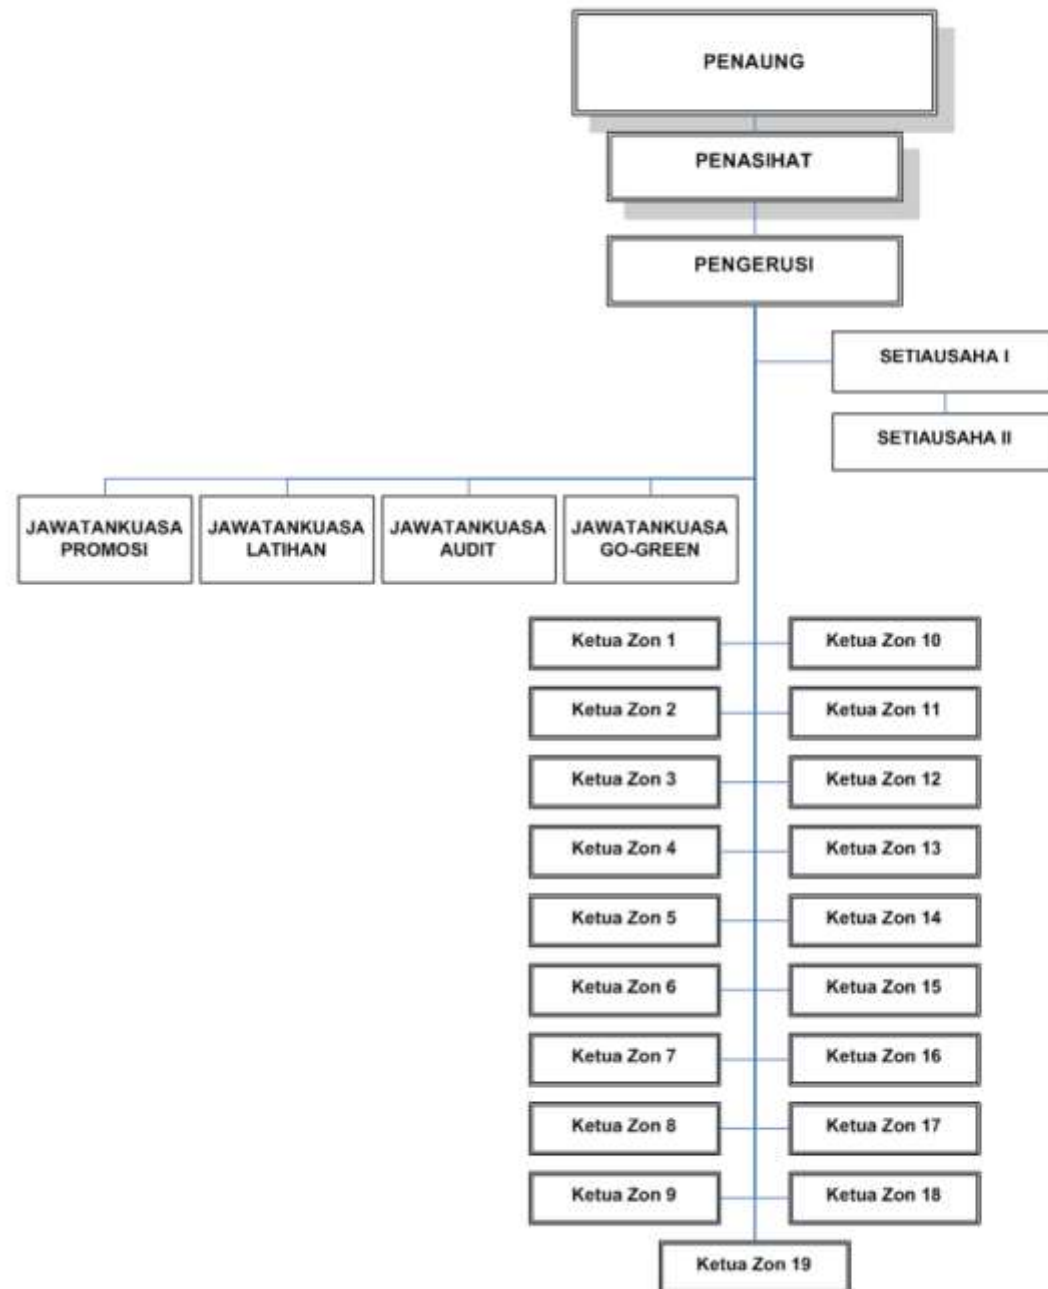 PENAUNG
PENASIHAT
PENGERUSI
SETIAUSAHA I
SETIAUSAHA II
JAWATANKUASA
PROMOSI
JAWATANKUASA
LATIHAN
JAWATANKUASA
AUDIT
JAWATANKUASA
GO-GREEN
Ketua Zon 1
Ketua Zon 10
Ketua Zon 2
Ketua Zon 11
Ketua Zon 3
Ketua Zon 12
Ketua Zon 4
Ketua Zon 13
Ketua Zon 5
Ketua Zon 14
Ketua Zon 6
Ketua Zon 15
Ketua Zon 7
Ketua Zon 16
Ketua Zon 8
Ketua Zon 17
Ketua Zon 9
Ketua Zon 18
Ketua Zon 19